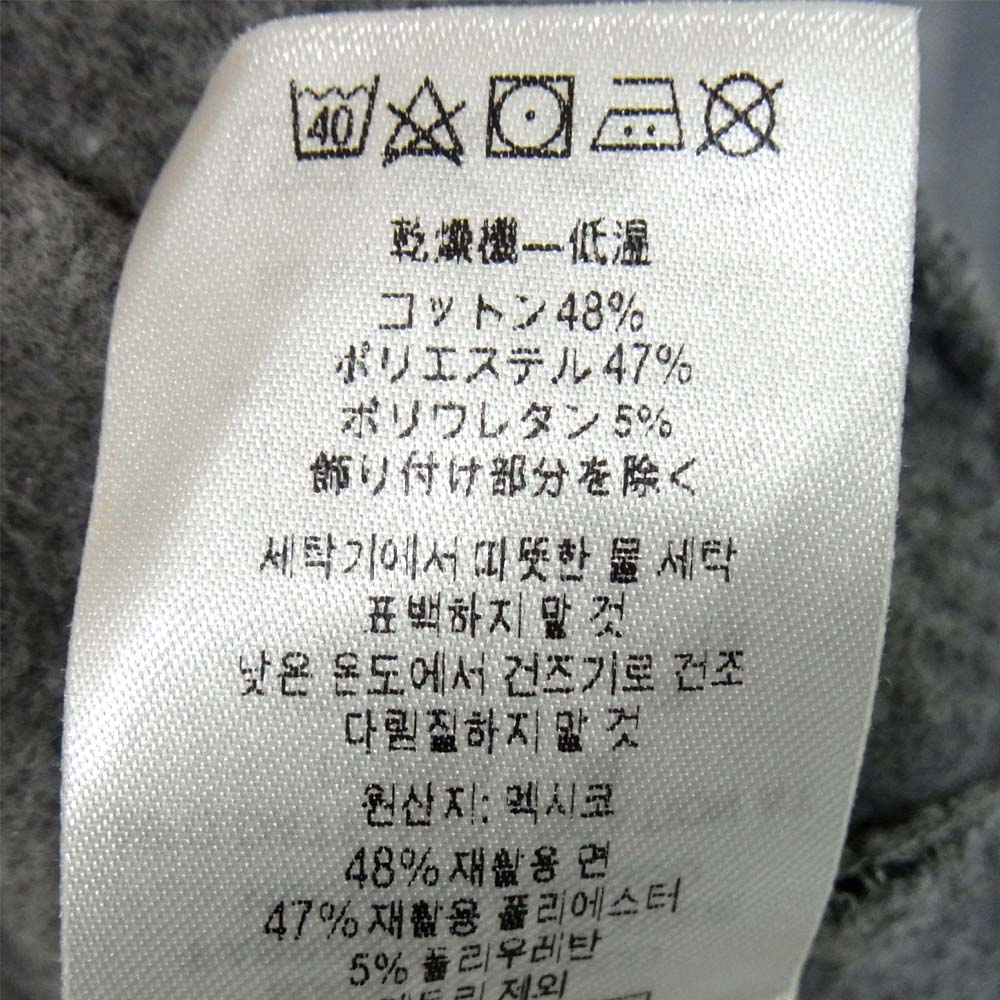 40
乾燥機—低温
コットン48%
ポリエステル47%
ポリウレタン5%
飾り付け部分を除く
세탁기에서 따뜻한 물 세탁
표백하지 말 것
낮은 온도에서 건즈기로 건조
다림질하지 말 것
원산지: 멕시코
48% 재활용 면
47% 재활용 폴리에스터
5% 폴리우레탄
제외